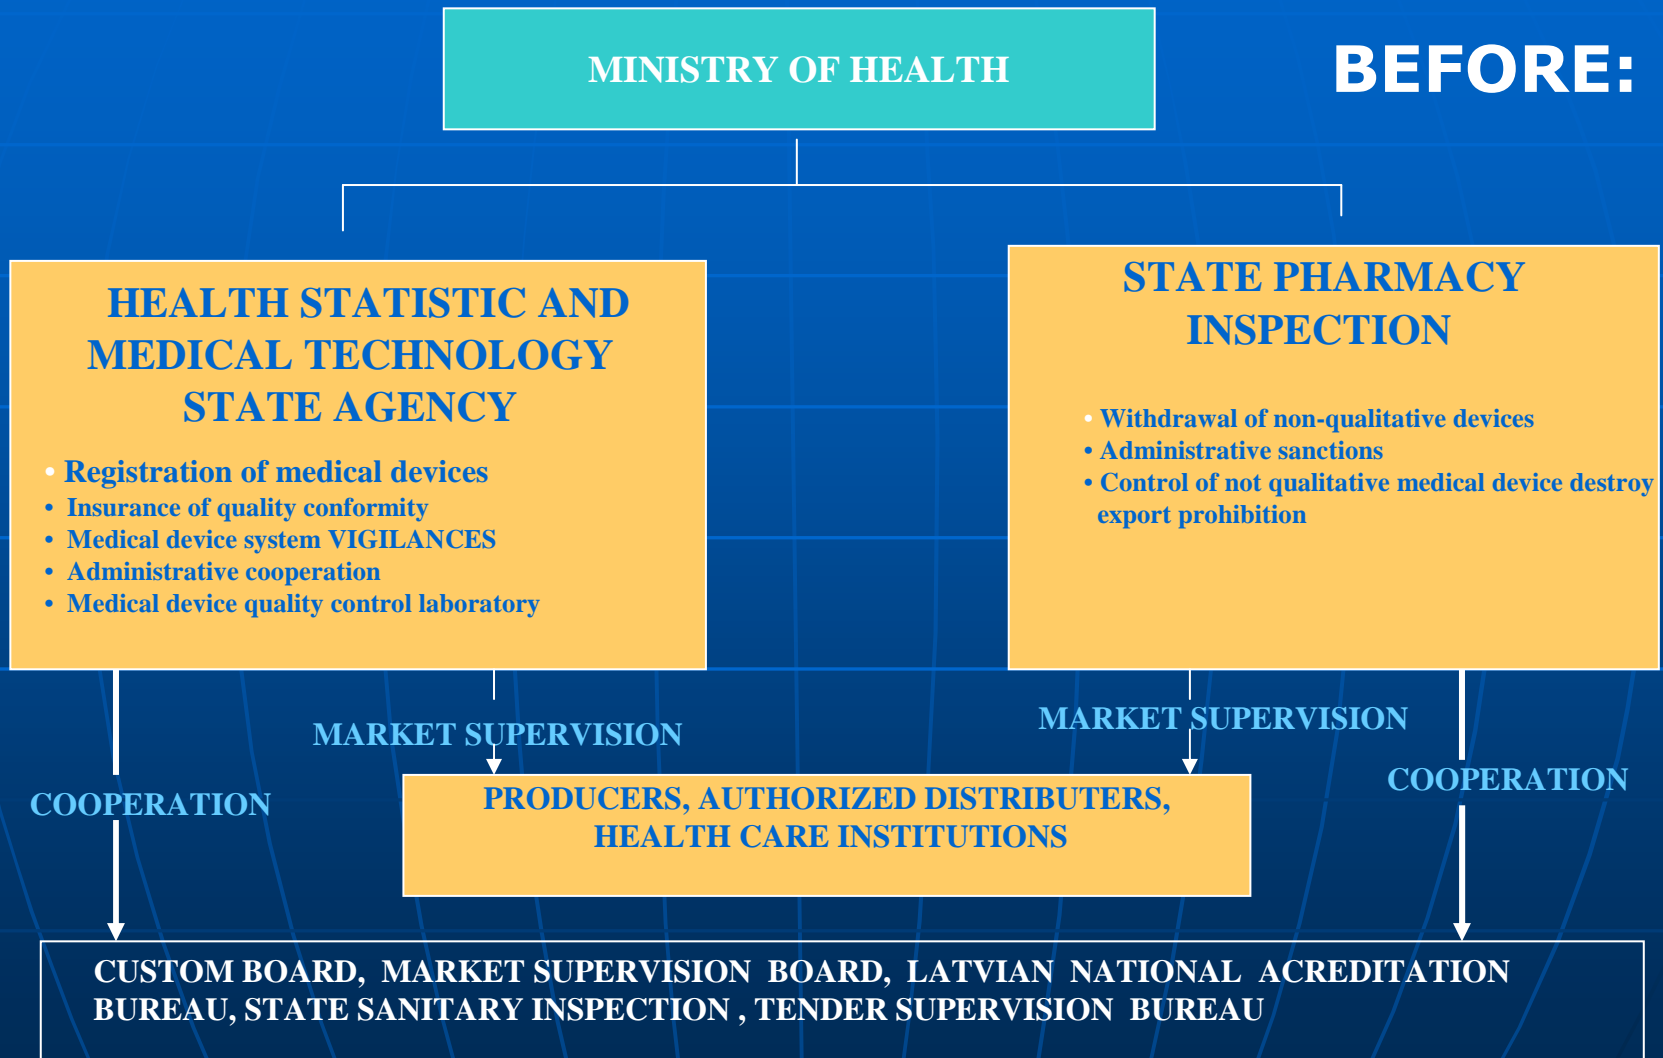 MINISTRY OF HEALTH
BEFORE:
HEALTH STATISTIC AND
MEDICAL TECHNOLOGY
STATE AGENCY
• Registration of medical devices
• Insurance of quality conformity
• Medical device system VIGILANCES
• Administrative cooperation
• Medical device quality control laboratory
STATE PHARMACY
INSPECTION
• Withdrawal of non-qualitative devices
• Administrative sanctions
• Control of not qualitative medical device destroy
export prohibition
MARKET SUPERVISION
MARKET SUPERVISION
COOPERATION
COOPERATION
PRODUCERS, AUTHORIZED DISTRIBUTERS,
HEALTH CARE INSTITUTIONS
CUSTOM BOARD, MARKET SUPERVISION BOARD, LATVIAN NATIONAL ACREDITATION
BUREAU, STATE SANITARY INSPECTION , TENDER SUPERVISION BUREAU